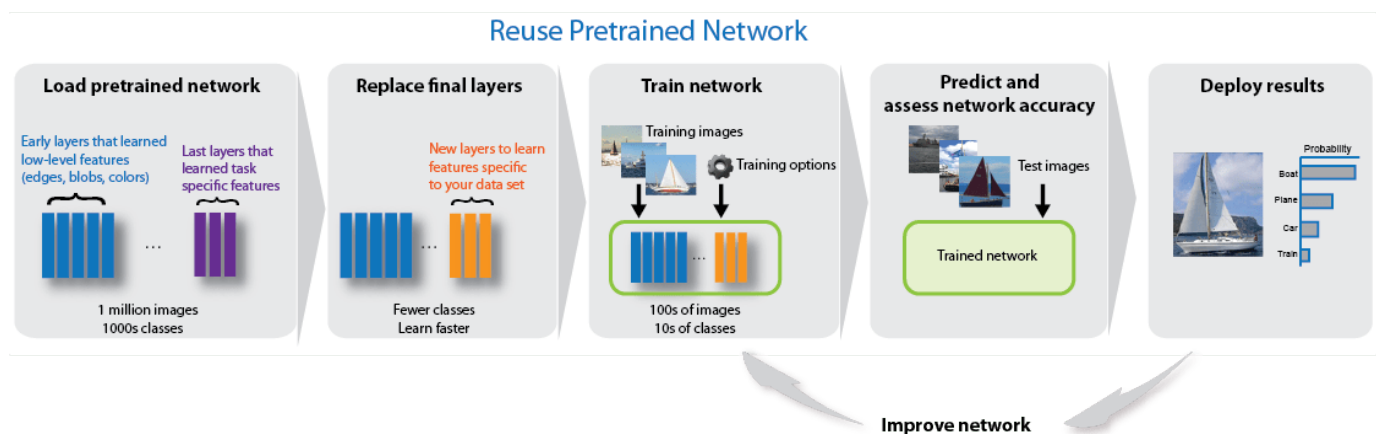 Reuse Pretrained Network
Load pretrained network
Early layers that learned
low-level features
(edges, blobs, colors)
Last layers that
learned task
specific features
...
1 million images
1000s classes
Replace final layers
New layers to learn
features specific
to your data set
...
Fewer classes
Learn faster
Train network
Training images
Training options
...
100s of images
10s of classes
Predict and
assess network accuracy
Test images
Trained network
Deploy results
Probability
Boat
Plane
Car
Train
Improve network